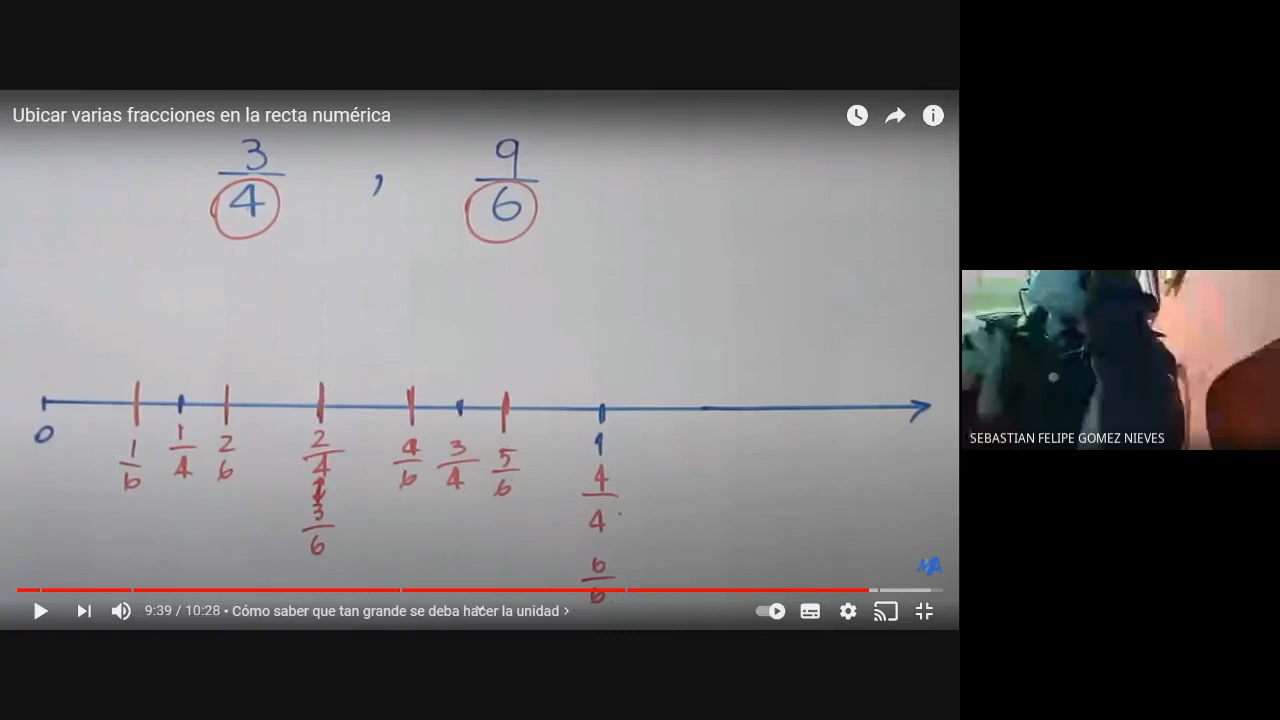 Ubicar varias fracciones en la recta numérica
3/4 , 9/6
0
1/6 1/4 2/6 2/4 4/6 3/4 5/6 1
3/6 4/4
6/6
MA
9:39 / 10:28 • Cómo saber que tan grande se deba hacer la unidad >
SEBASTIAN FELIPE GOMEZ NIEVES